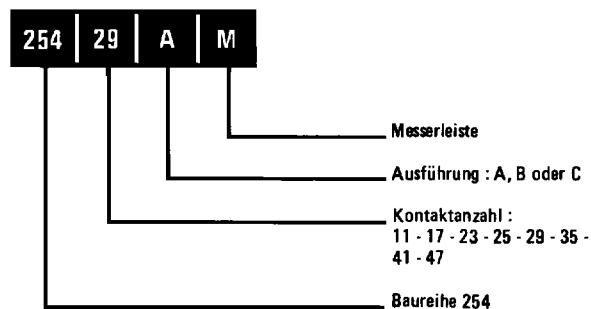 254 29 A M
Messerleiste
Ausführung : A, B oder C
Kontaktanzahl :
11 - 17 - 23 - 25 - 29 - 35 -
41 - 47
Baureihe 254